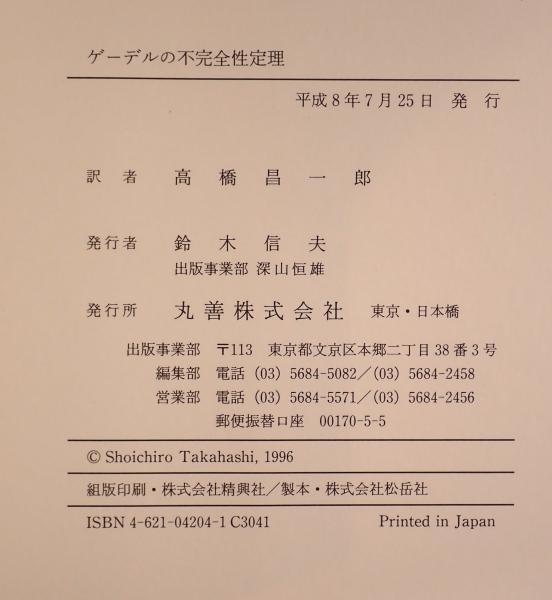 ゲーデルの不完全性定理
平成8年7月25日 発 行
訳 者 高 橋 昌 一 郎
発行者 鈴 木 信 夫
出版事業部 深山恒雄
発行所 丸善株式会社 東京・日本橋
出版事業部 〒113 東京都文京区本郷二丁目38番3号
編集部 電話 (03) 5684-5082／(03) 5684-2458
営業部 電話 (03) 5684-5571／(03) 5684-2456
郵便振替口座 00170-5-5
© Shoichiro Takahashi, 1996
組版印刷・株式会社精興社／製本・株式会社松岳社
ISBN 4-621-04204-1 C3041 Printed in Japan